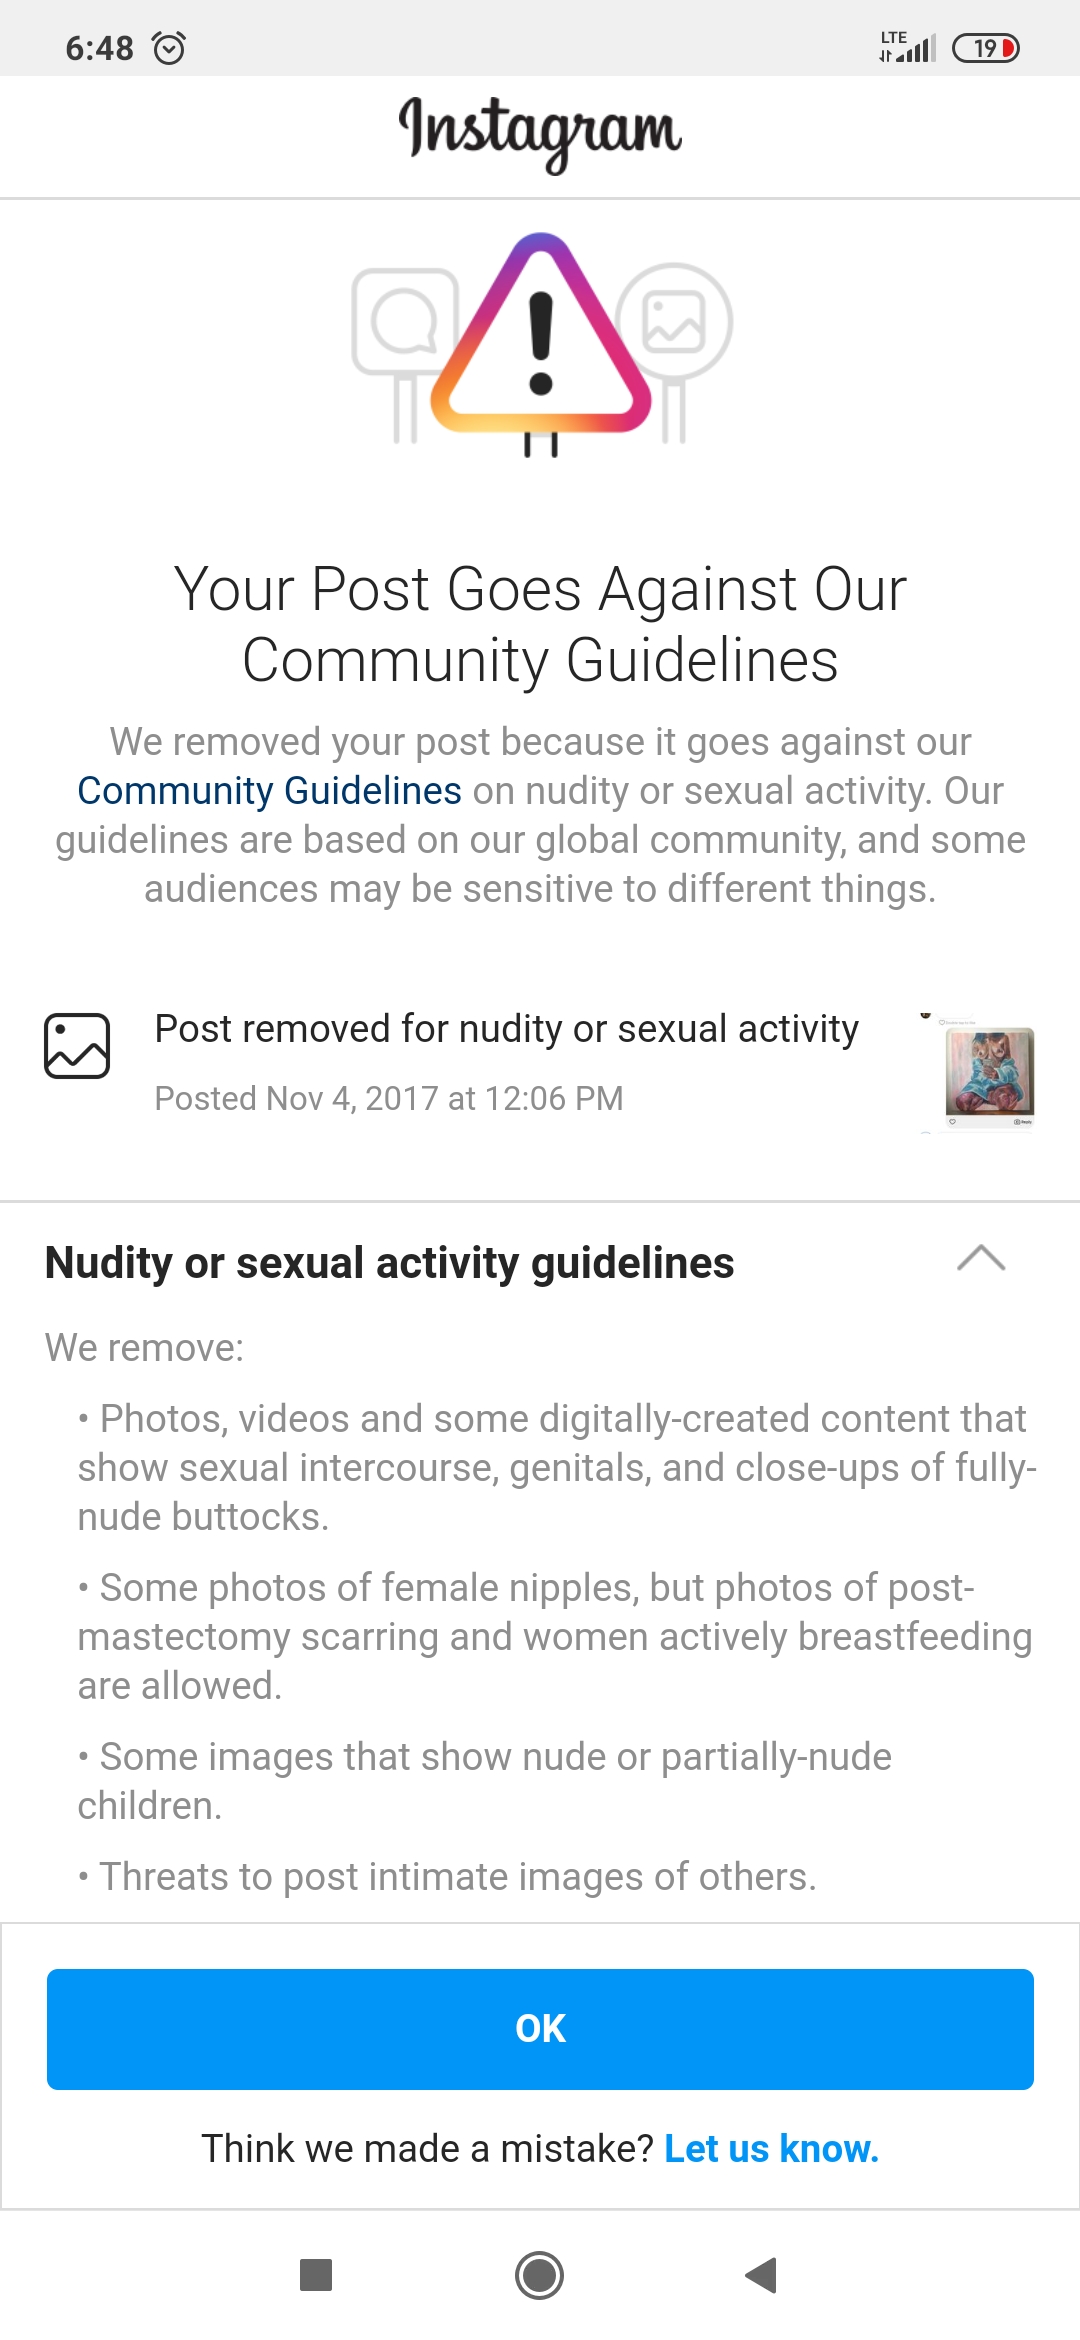 6:48
LTE
19
Instagram
Your Post Goes Against Our
Community Guidelines
We removed your post because it goes against our
Community Guidelines on nudity or sexual activity. Our
guidelines are based on our global community, and some
audiences may be sensitive to different things.
Post removed for nudity or sexual activity
Posted Nov 4, 2017 at 12:06 PM
Nudity or sexual activity guidelines
We remove:
• Photos, videos and some digitally-created content that
show sexual intercourse, genitals, and close-ups of fully-
nude buttocks.
• Some photos of female nipples, but photos of post-
mastectomy scarring and women actively breastfeeding
are allowed.
• Some images that show nude or partially-nude
children.
• Threats to post intimate images of others.
OK
Think we made a mistake? Let us know.